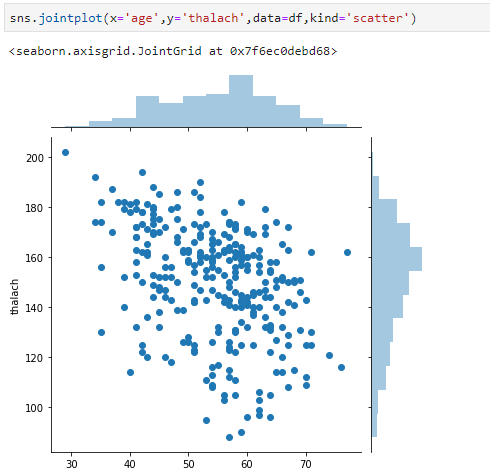 sns.jointplot(x='age',y='thalach',data=df,kind='scatter')
<seaborn.axisgrid.JointGrid at 0x7f6ec0debd68>
200
180
160
140
120
100
thalach
30 40 50 60 70